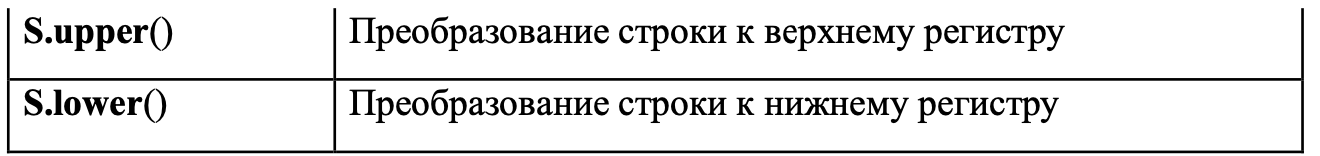 S.upper() Преобразование строки к верхнему регистру
S.lower() Преобразование строки к нижнему регистру